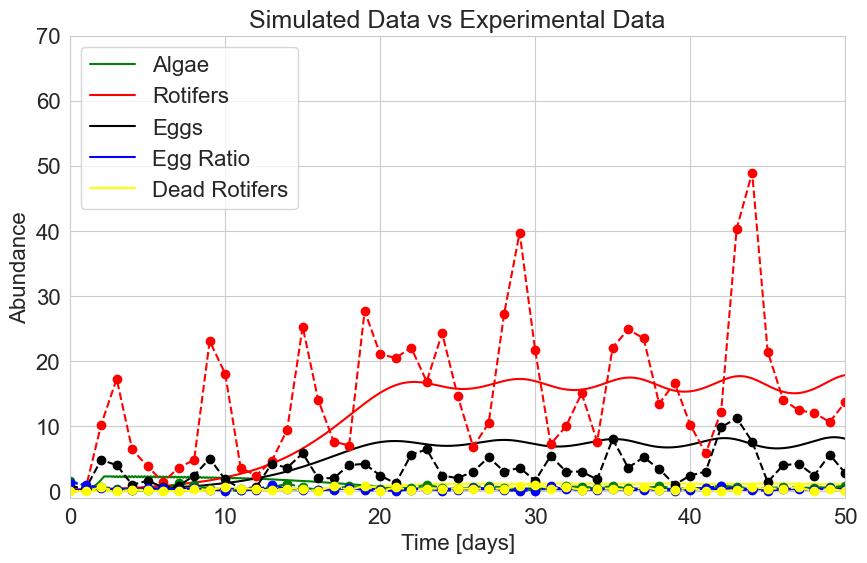 Simulated Data vs Experimental Data
70
60
50
40
30
20
10
0
Abundance
Algae
Rotifers
Eggs
Egg Ratio
Dead Rotifers
0 10 20 30 40 50
Time [days]